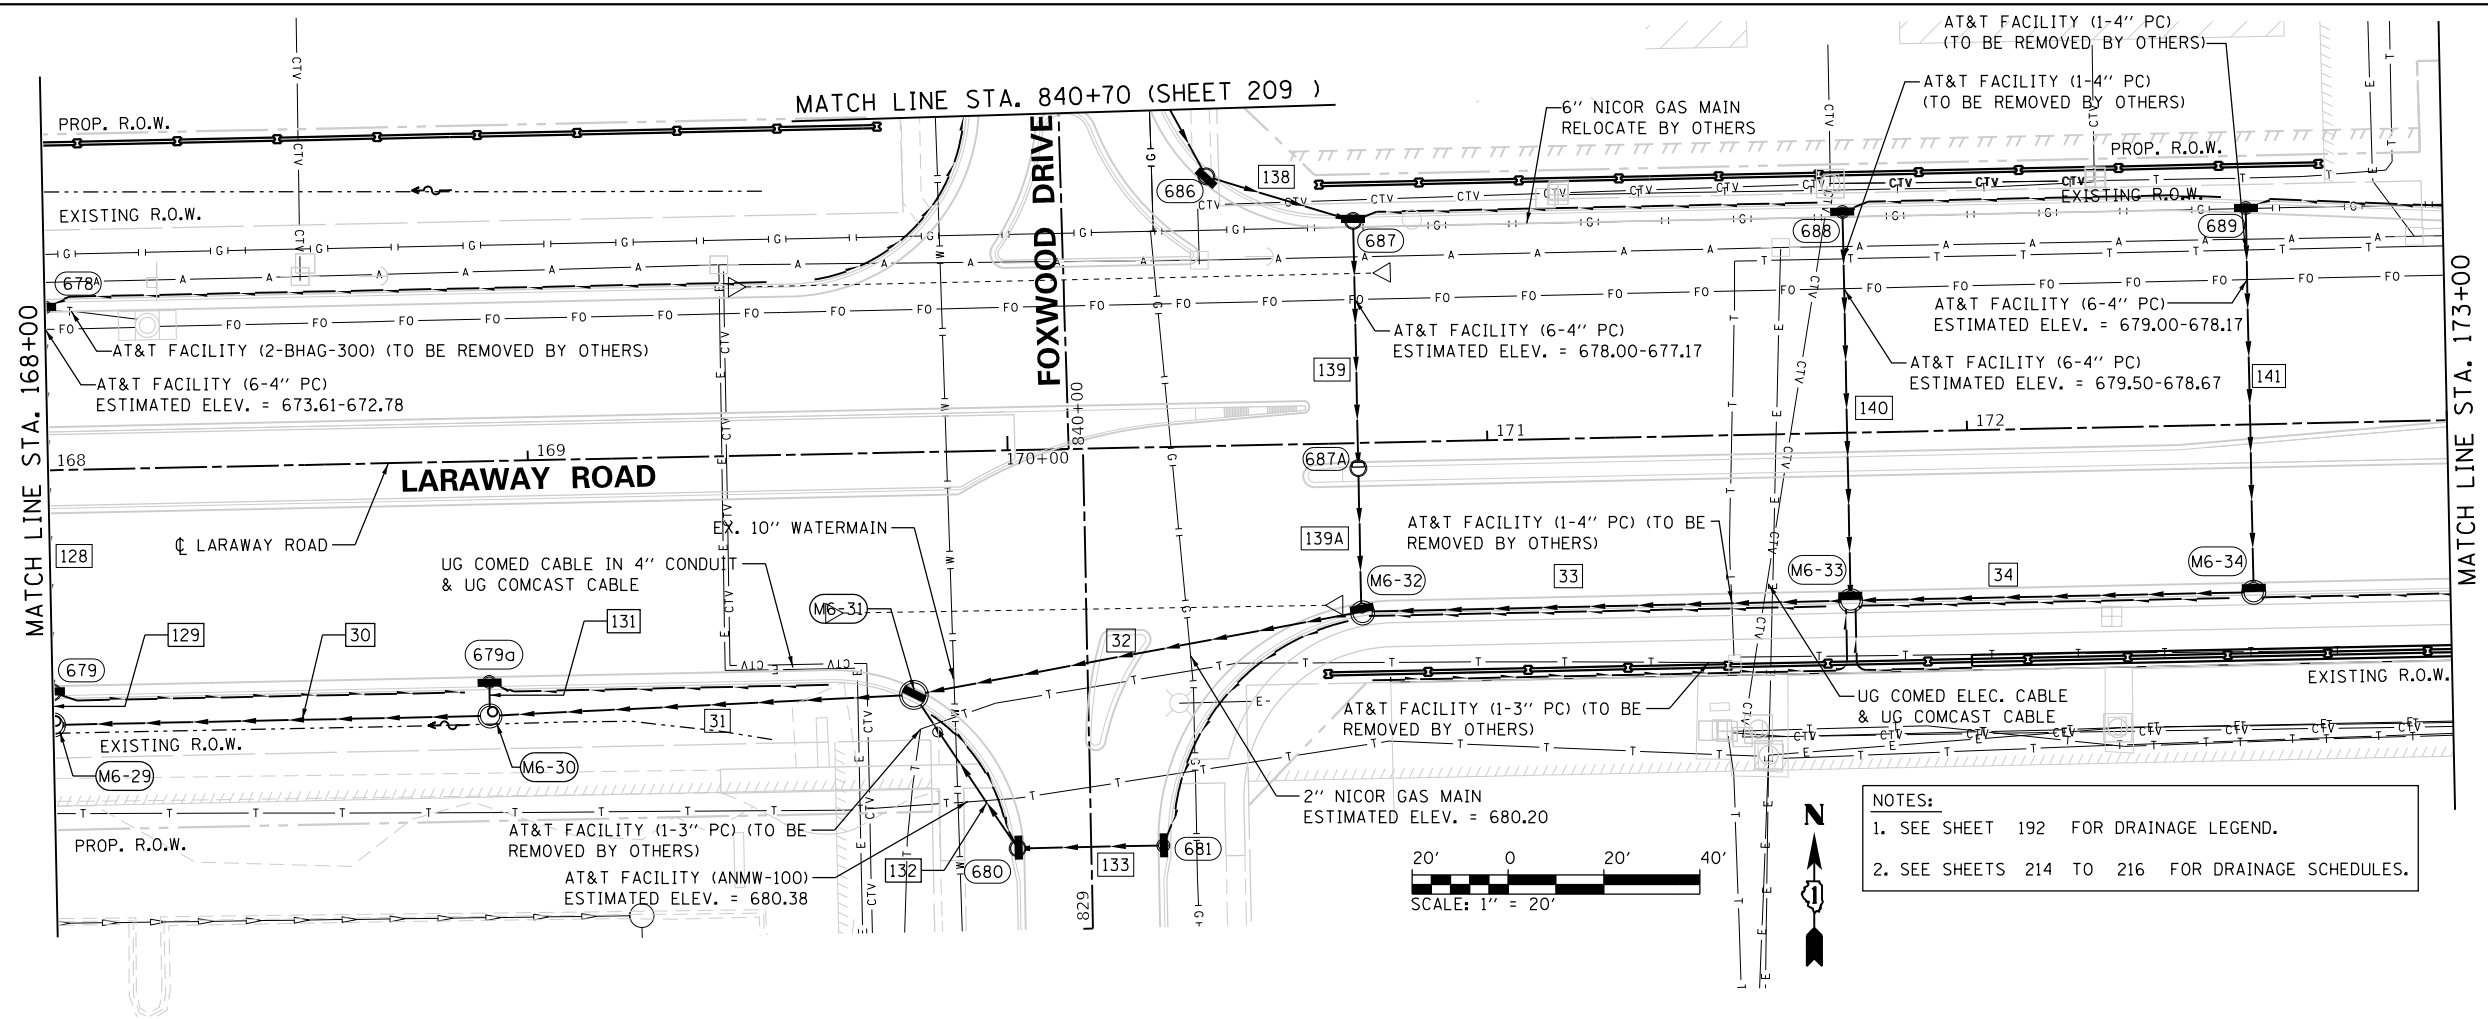 MATCH LINE STA. 840+70 (SHEET 209 )
AT&T FACILITY (1-4" PC)
(TO BE REMOVED BY OTHERS)
AT&T FACILITY (1-4" PC)
(TO BE REMOVED BY OTHERS)
6" NICOR GAS MAIN
RELOCATE BY OTHERS
PROP. R.O.W.
PROP. R.O.W.
EXISTING R.O.W.
EXISTING R.O.W.
FOXWOOD DRIVE
686
138
687
688
689
678A
AT&T FACILITY (2-BHAG-300) (TO BE REMOVED BY OTHERS)
AT&T FACILITY (6-4" PC)
ESTIMATED ELEV. = 673.61-672.78
AT&T FACILITY (6-4" PC)
ESTIMATED ELEV. = 678.00-677.17
AT&T FACILITY (6-4" PC)
ESTIMATED ELEV. = 679.00-678.17
AT&T FACILITY (6-4" PC)
ESTIMATED ELEV. = 679.50-678.67
139
140
141
MATCH LINE STA. 168+00
MATCH LINE STA. 173+00
168
169
170+00
840+00
171
172
LARAWAY ROAD
687A
℄ LARAWAY ROAD
EX. 10" WATERMAIN
UG COMED CABLE IN 4" CONDUIT
& UG COMCAST CABLE
AT&T FACILITY (1-4" PC) (TO BE
REMOVED BY OTHERS)
128
139A
M6-31
M6-32
33
M6-33
34
M6-34
129
30
131
32
679
679a
31
EXISTING R.O.W.
M6-29
M6-30
AT&T FACILITY (1-3" PC) (TO BE
REMOVED BY OTHERS)
UG COMED ELEC. CABLE
& UG COMCAST CABLE
EXISTING R.O.W.
2" NICOR GAS MAIN
ESTIMATED ELEV. = 680.20
AT&T FACILITY (1-3" PC) (TO BE
REMOVED BY OTHERS)
PROP. R.O.W.
AT&T FACILITY (ANMW-100)
ESTIMATED ELEV. = 680.38
132
680
133
681
829
20' 0 20' 40'
SCALE: 1" = 20'
N
1
NOTES:
1. SEE SHEET 192 FOR DRAINAGE LEGEND.
2. SEE SHEETS 214 TO 216 FOR DRAINAGE SCHEDULES.